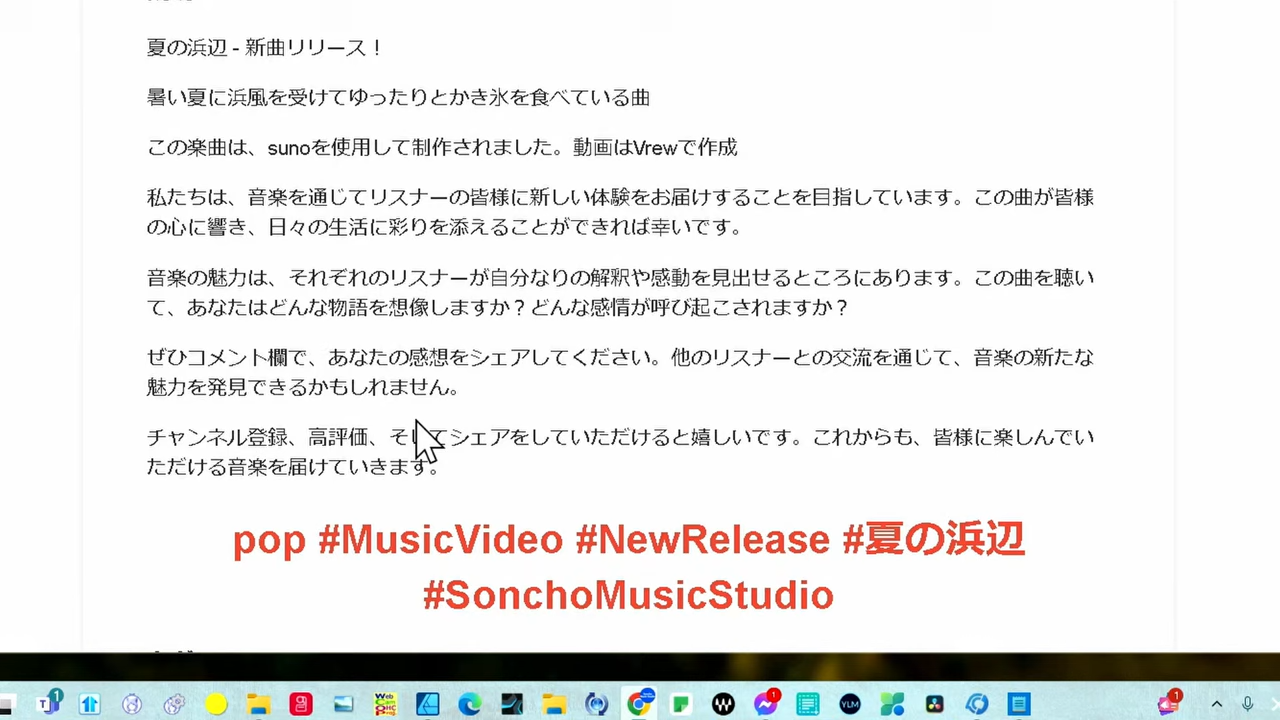 夏の浜辺 - 新曲リリース！
暑い夏に浜風を受けてゆったりとかき氷を食べている曲
この楽曲は、sunoを使用して制作されました。動画はVrewで作成
私たちは、音楽を通じてリスナーの皆様に新しい体験をお届けすることを目指しています。この曲が皆様
の心に響き、日々の生活に彩りを添えることができれば幸いです。
音楽の魅力は、それぞれのリスナーが自分なりの解釈や感動を見出せるところにあります。この曲を聴い
て、あなたはどんな物語を想像しますか？どんな感情が呼び起こされますか？
ぜひコメント欄で、あなたの感想をシェアしてください。他のリスナーとの交流を通じて、音楽の新たな
魅力を発見できるかもしれません。
チャンネル登録、高評価、そしてシェアをしていただけると嬉しいです。これからも、皆様に楽しんでい
ただける音楽を届けていきます。
pop #MusicVideo #NewRelease #夏の浜辺
#SonchoMusicStudio
1
Web
1
YLM
1